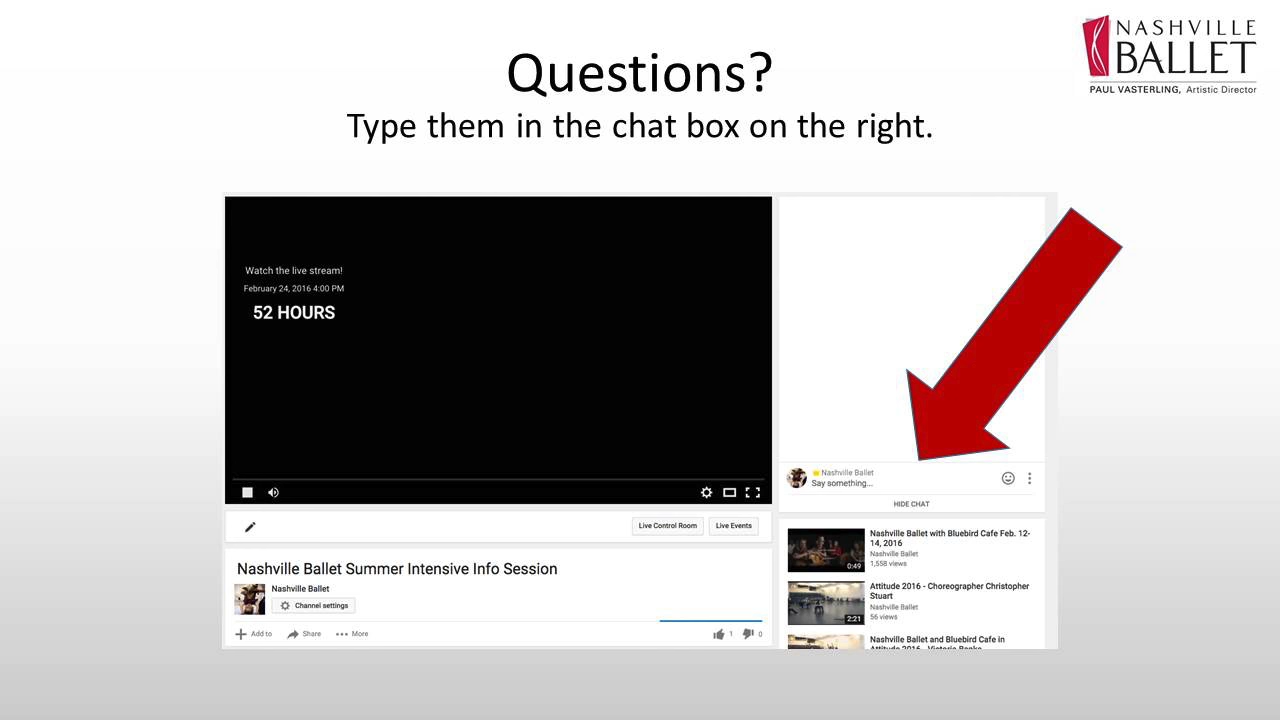 NASHVILLE
BALLET
PAUL VASTERLING, Artistic Director
Questions?
Type them in the chat box on the right.
Watch the live stream!
February 24, 2016 4:00 PM
52 HOURS
Nashville Ballet
Say something...
HIDE CHAT
Live Control Room
Live Events
Nashville Ballet Summer Intensive Info Session
Nashville Ballet
Channel settings
Add to
Share
More
1
0
Nashville Ballet with Bluebird Cafe Feb. 12-
14, 2016
Nashville Ballet
1,558 views
0:49
Attitude 2016 - Choreographer Christopher
Stuart
Nashville Ballet
56 views
2:21
Nashville Ballet and Bluebird Cafe in
Attitude 2016 - Victoria Banks